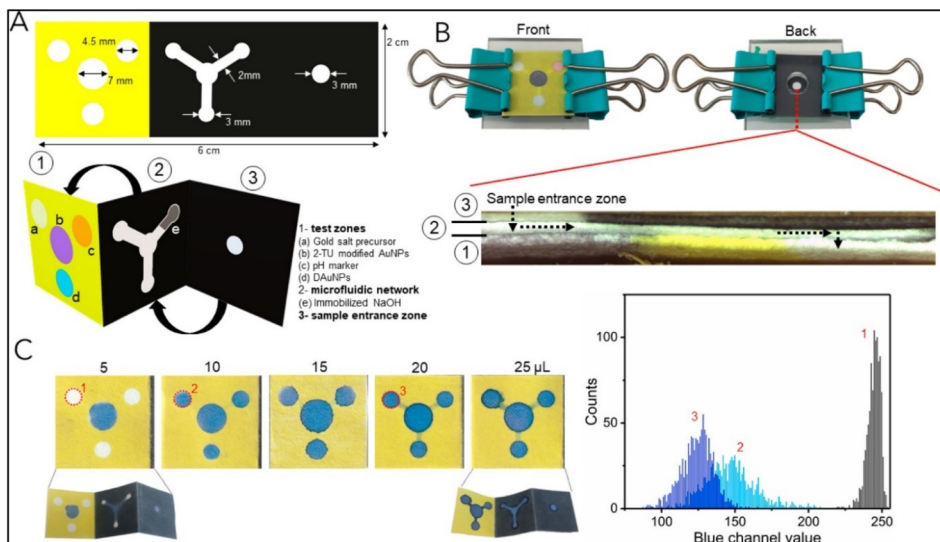 A
4.5 mm
7 mm
2mm
3 mm
3 mm
2 cm
6 cm
1
2
3
a
b
c
d
e
1- test zones
(a) Gold salt precursor
(b) 2-TU modified AuNPs
(c) pH marker
(d) DAuNPs
2- microfluidic network
(e) Immobilized NaOH
3- sample entrance zone
B
Front
Back
Sample entrance zone
3
2
1
C
5
10
15
20
25 µL
1
2
3
Counts
100
50
0
1
3
2
100
150
200
250
Blue channel value